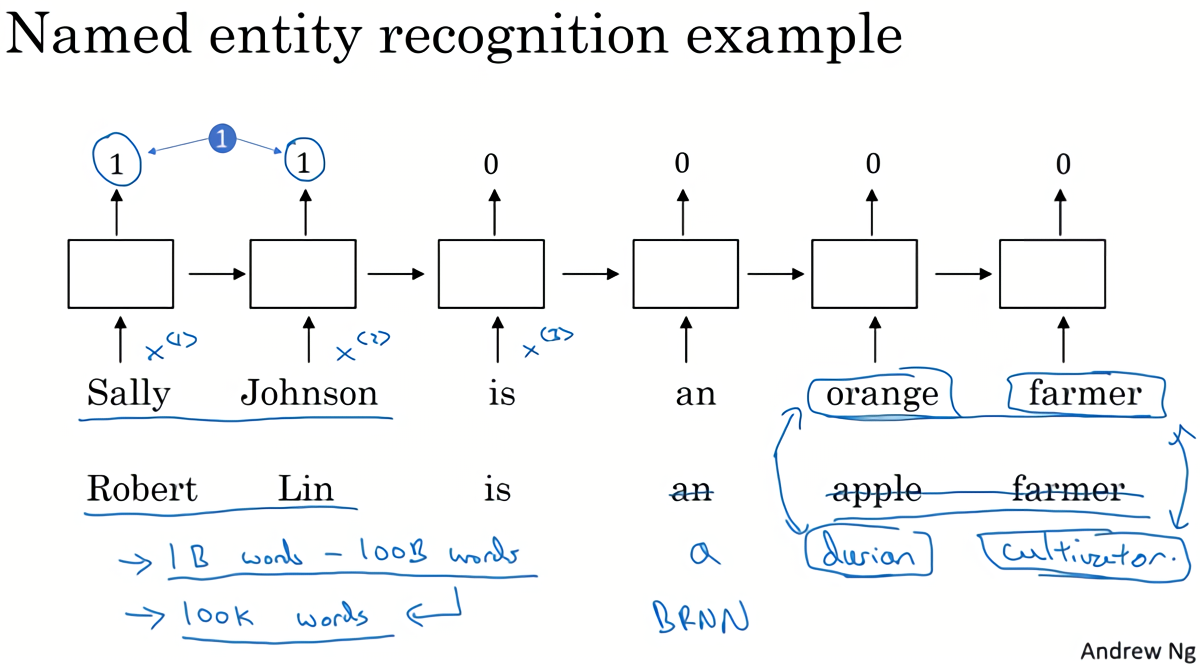 Named entity recognition example
1 1 1 0 0 0 0
x<1> x<2> x<3>
Sally Johnson is an orange farmer
Robert Lin is an apple farmer
→ 1B words - 100B words a durian cultivator.
→ 100K words BRNN
Andrew Ng